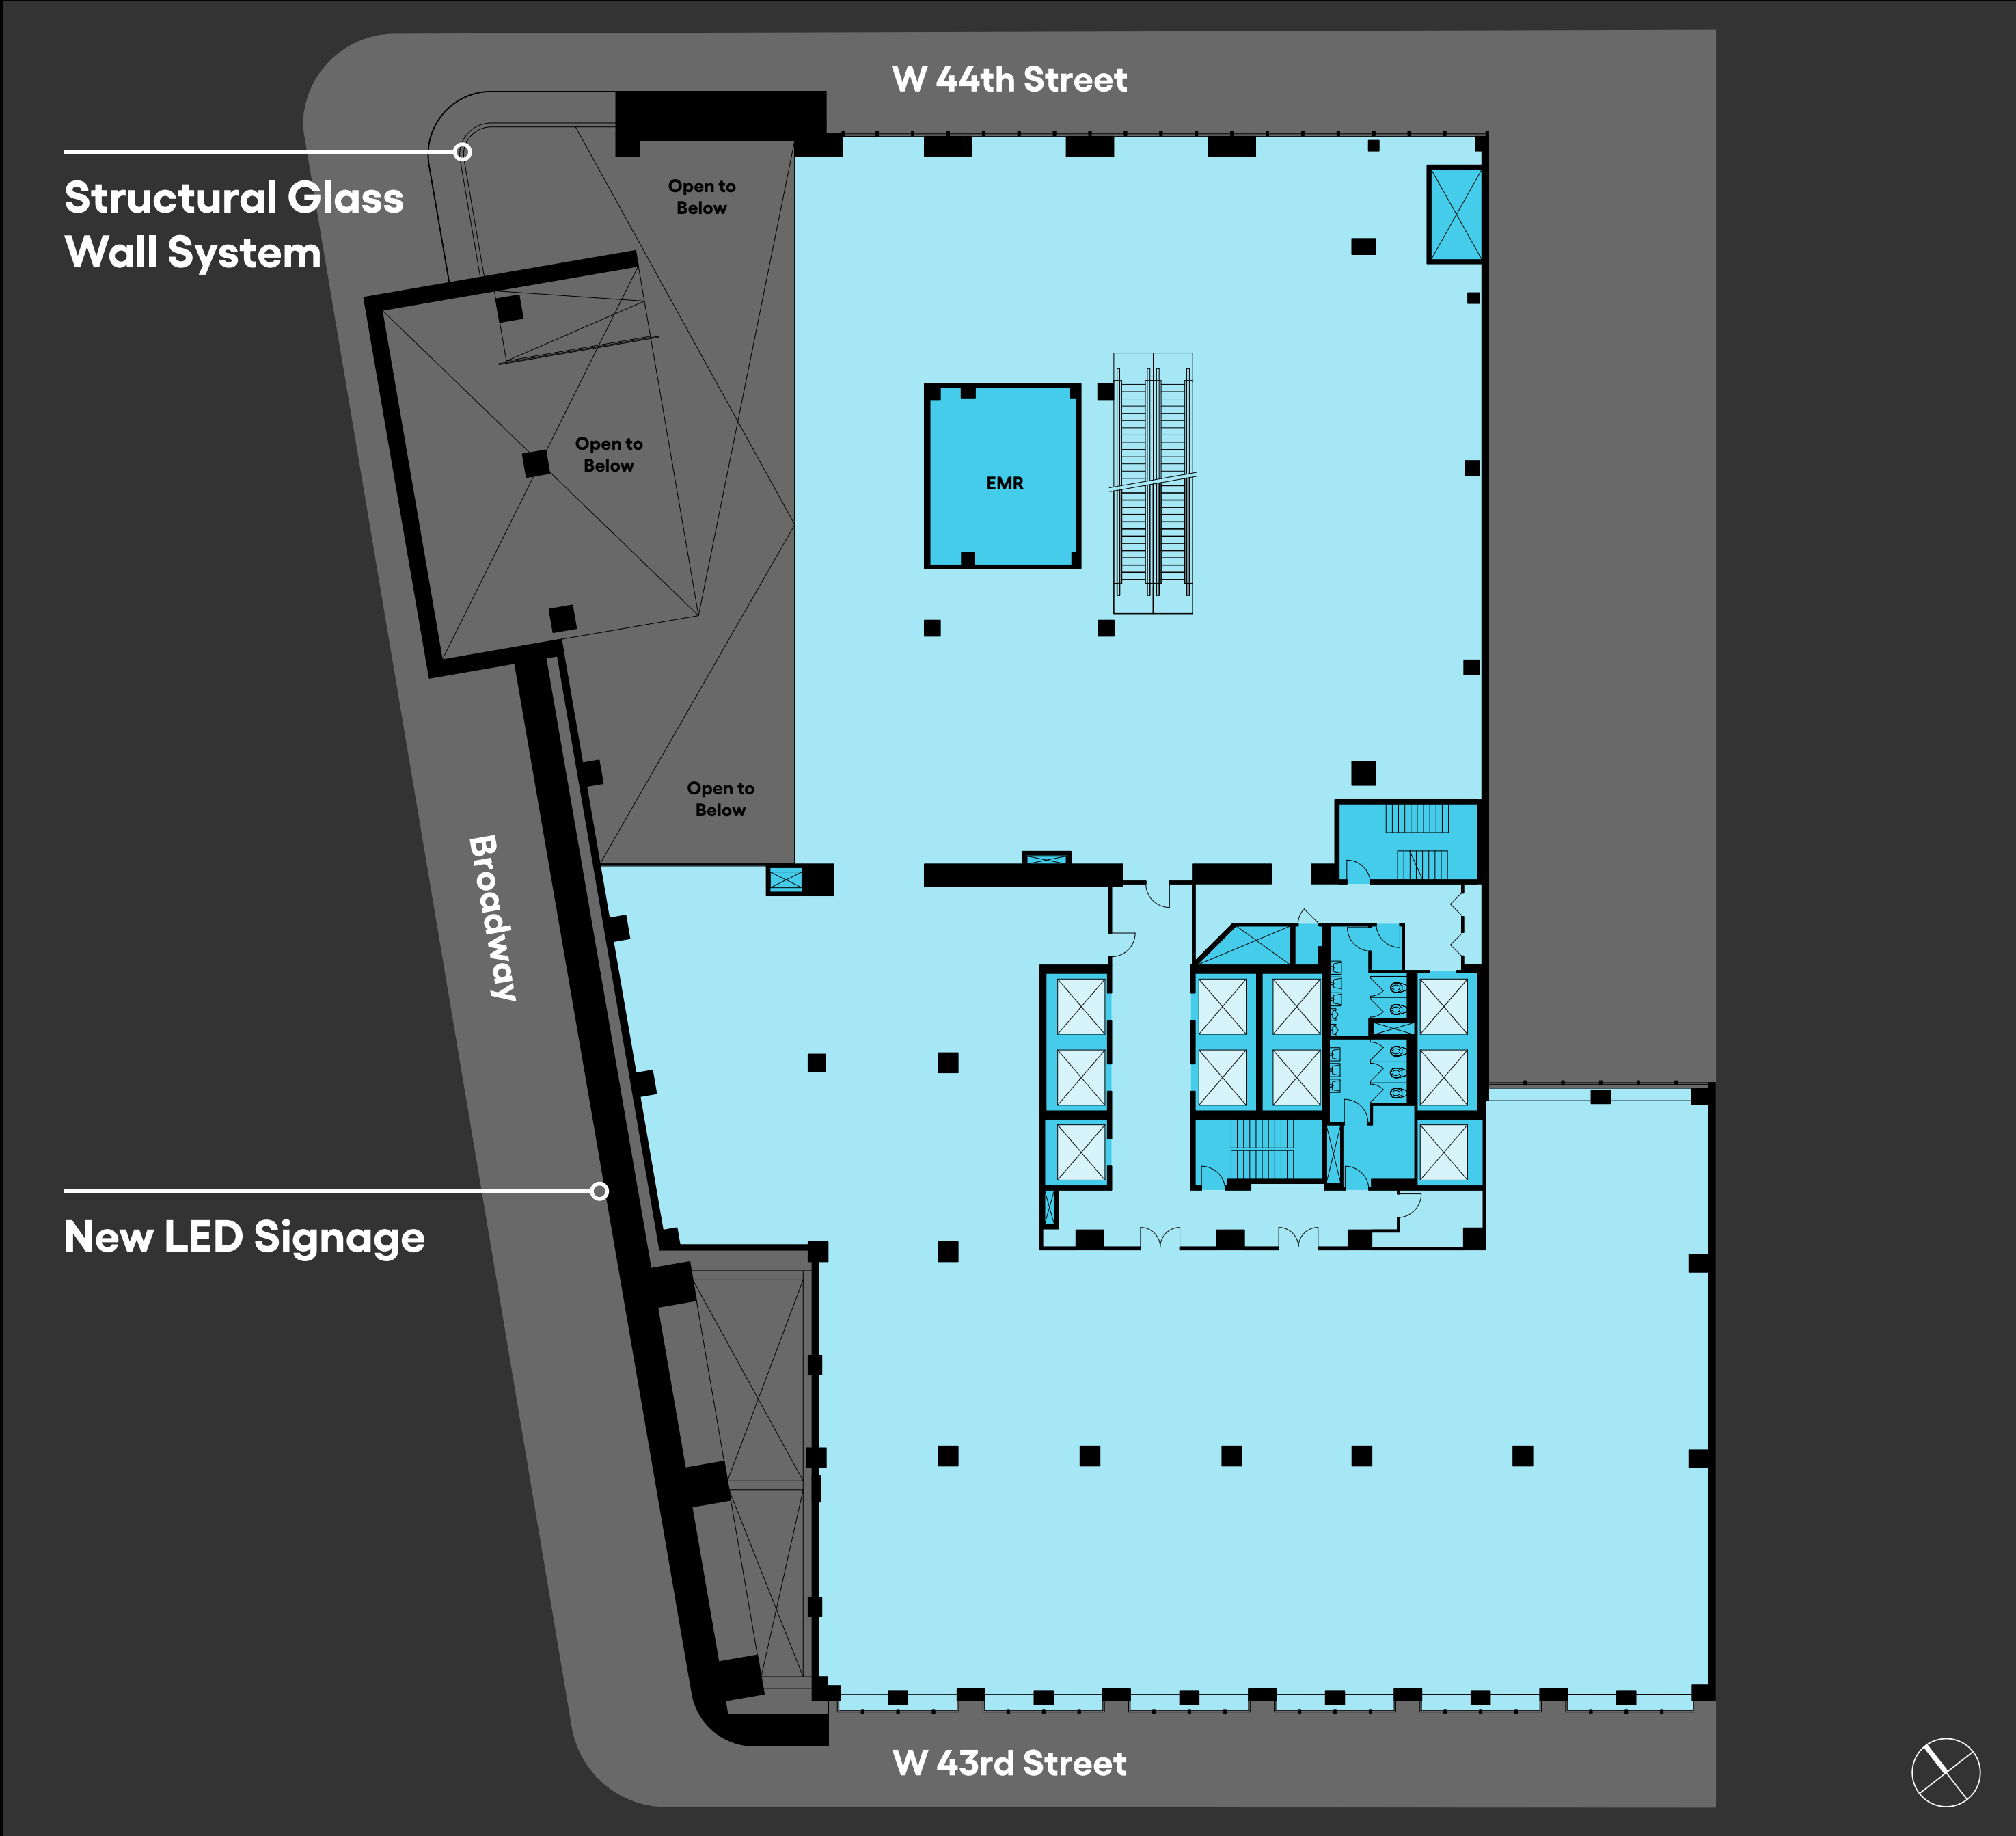 W 44th Street
Structural Glass
Wall System
Open to
Below
Open to
Below
EMR
Open to
Below
Broadway
New LED Signage
W 43rd Street